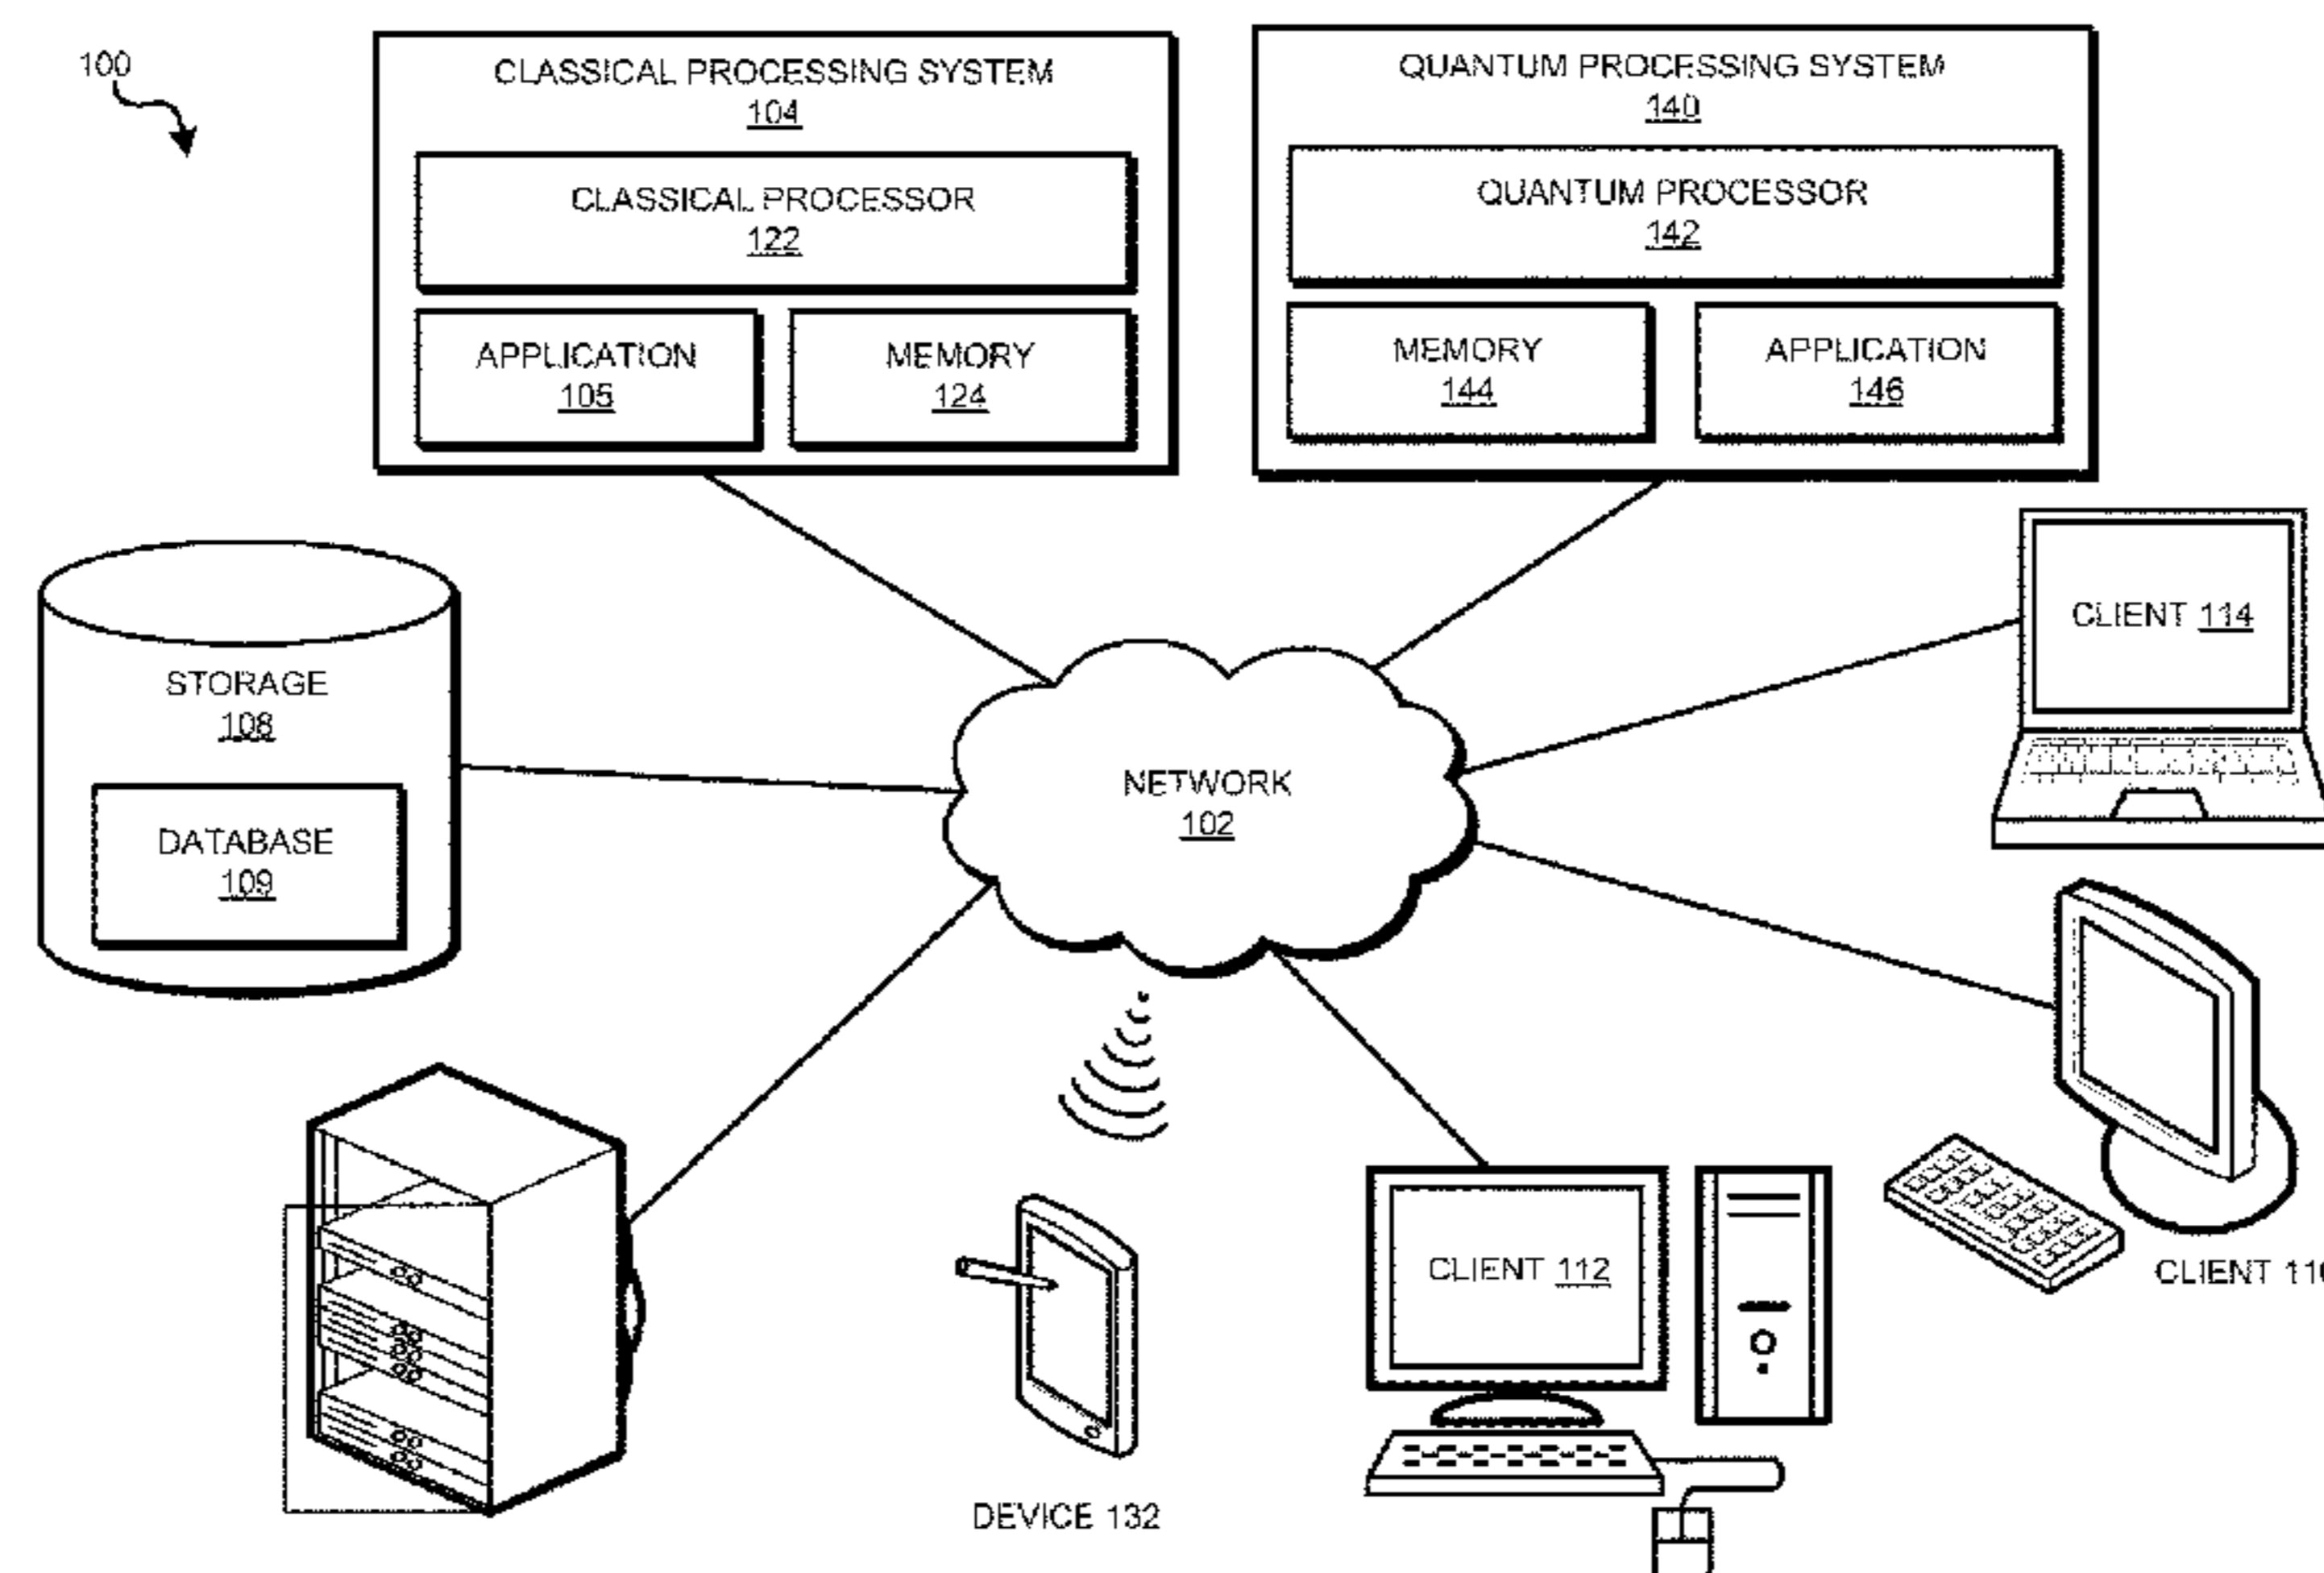 100
CLASSICAL PROCESSING SYSTEM
104
CLASSICAL PROCESSOR
122
APPLICATION
105
MEMORY
124
QUANTUM PROCESSING SYSTEM
140
QUANTUM PROCESSOR
142
MEMORY
144
APPLICATION
146
STORAGE
108
DATABASE
109
NETWORK
102
CLIENT 114
CLIENT 112
CLIENT
DEVICE 132